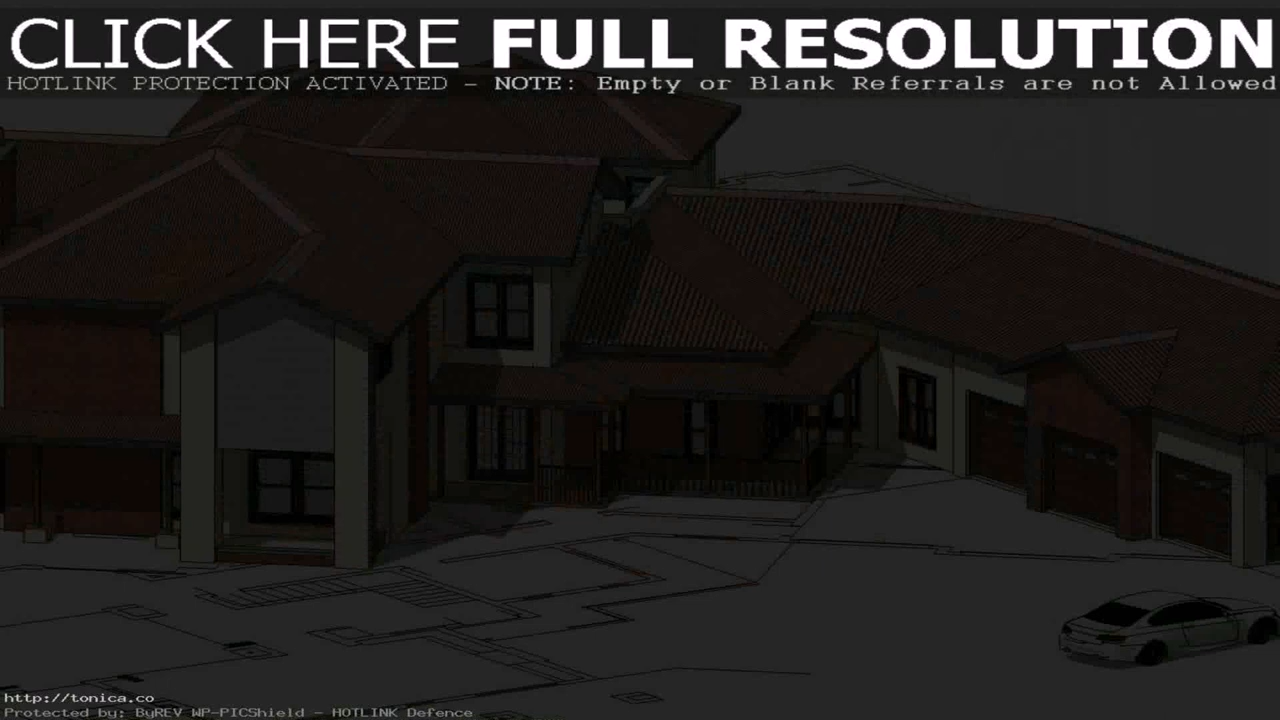 CLICK HERE FULL RESOLUTION
HOTLINK PROTECTION ACTIVATED – NOTE: Empty or Blank Referrals are not Allowed
http://tonica.co
Protected by: ByREV WP-PICShield – HOTLINK Defence